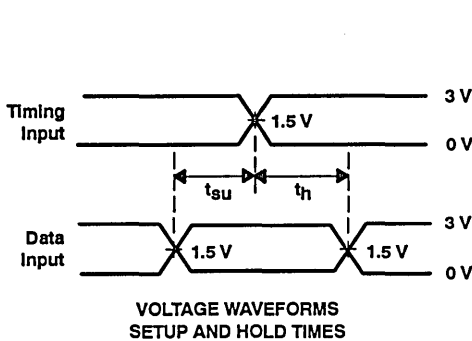 3 V
Timing
Input
1.5 V
0 V
tsu
th
3 V
Data
Input
1.5 V
1.5 V
0 V
VOLTAGE WAVEFORMS
SETUP AND HOLD TIMES